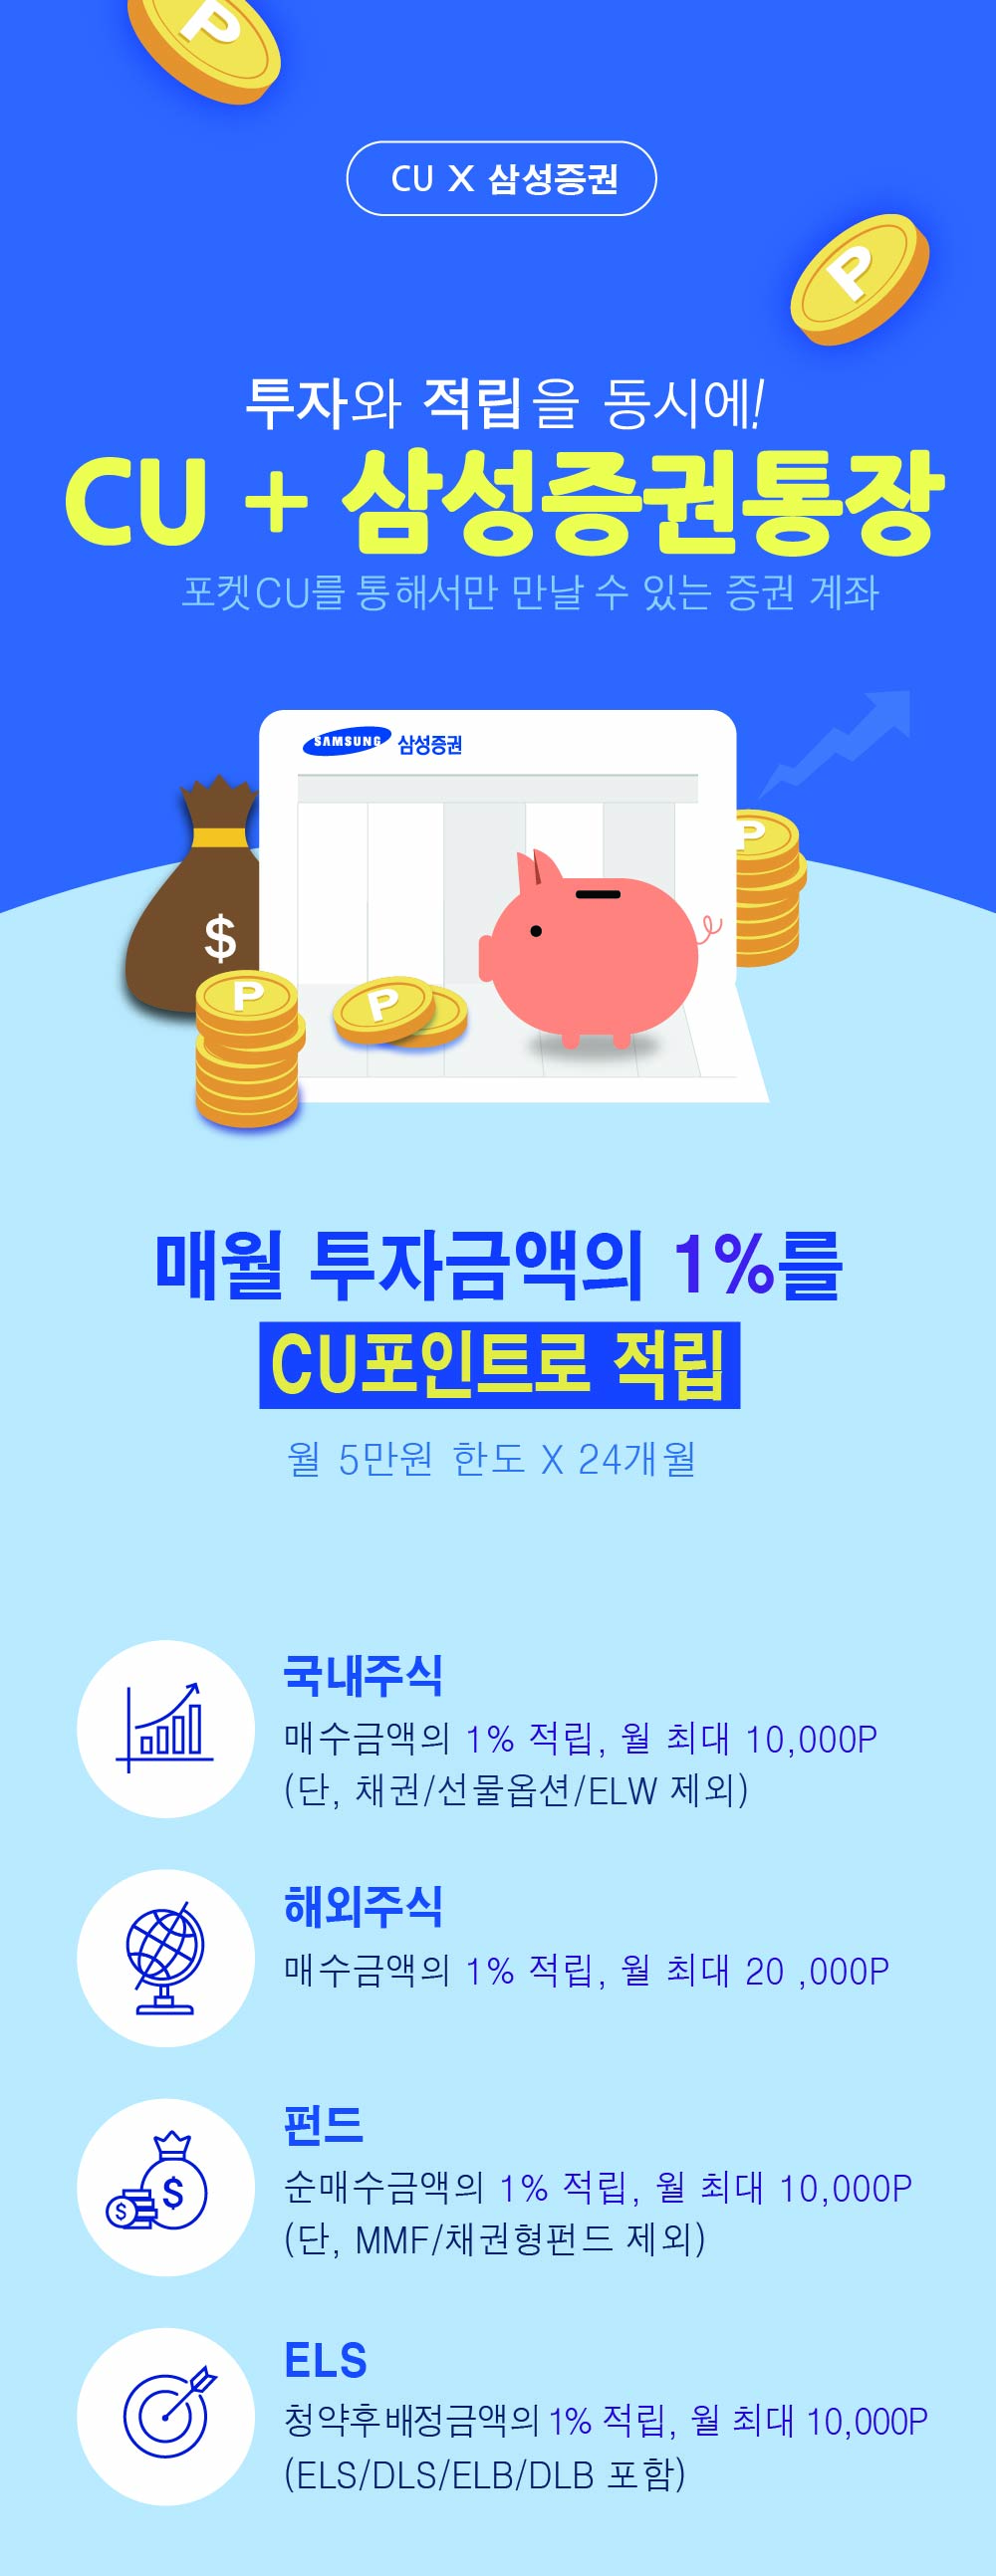 P
CU X 삼성증권
P
투자와 적립을 동시에!
CU + 삼성증권통장
포켓CU를 통해서만 만날 수 있는 증권 계좌
SAMSUNG 삼성증권
P
$
P
P
매월 투자금액의 1%를
CU포인트로 적립
월 5만원 한도 X 24개월
국내주식
매수금액의 1% 적립, 월 최대 10,000P
(단, 채권/선물옵션/ELW 제외)
해외주식
매수금액의 1% 적립, 월 최대 20 ,000P
펀드
순매수금액의 1% 적립, 월 최대 10,000P
(단, MMF/채권형펀드 제외)
$
$
ELS
청약후배정금액의 1% 적립, 월 최대 10,000P
(ELS/DLS/ELB/DLB 포함)